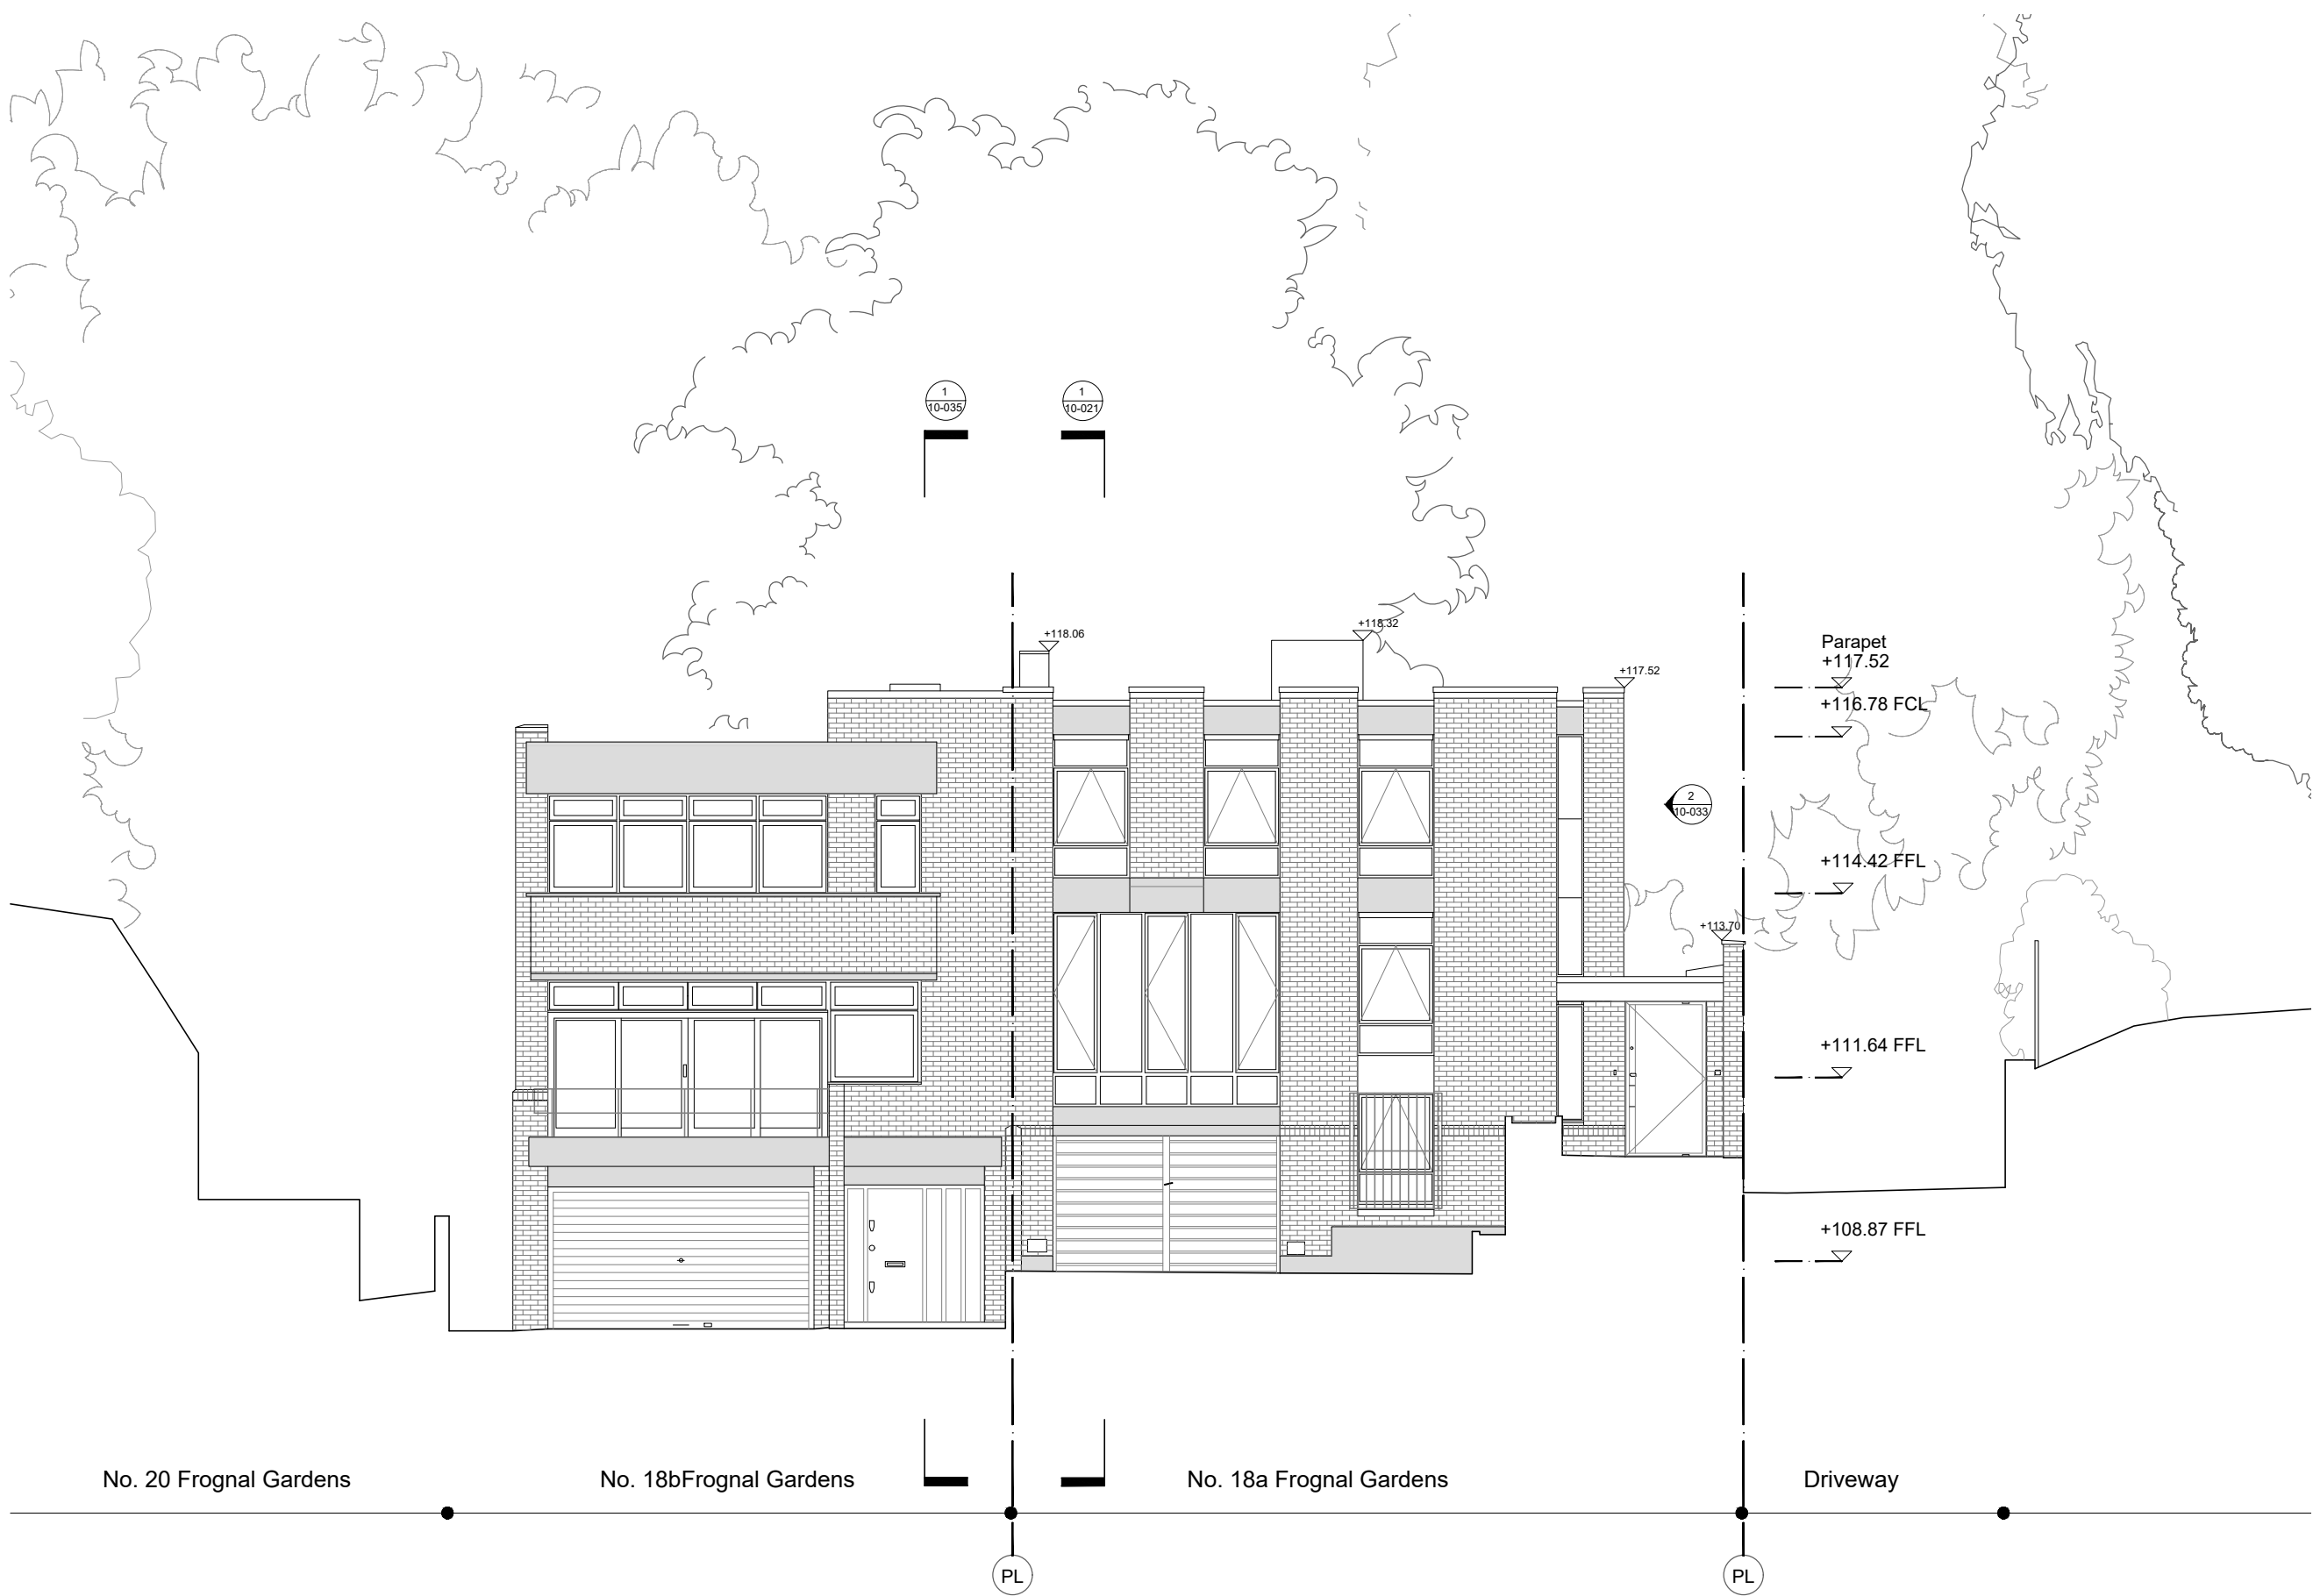 1
10-035
1
10-021
+118.06
+118.32
+117.52
Parapet
+117.52
+116.78 FCL
2
10-033
+114.42 FFL
+113.70
+111.64 FFL
+108.87 FFL
No. 20 Frognal Gardens
No. 18bFrognal Gardens
No. 18a Frognal Gardens
Driveway
PL
PL